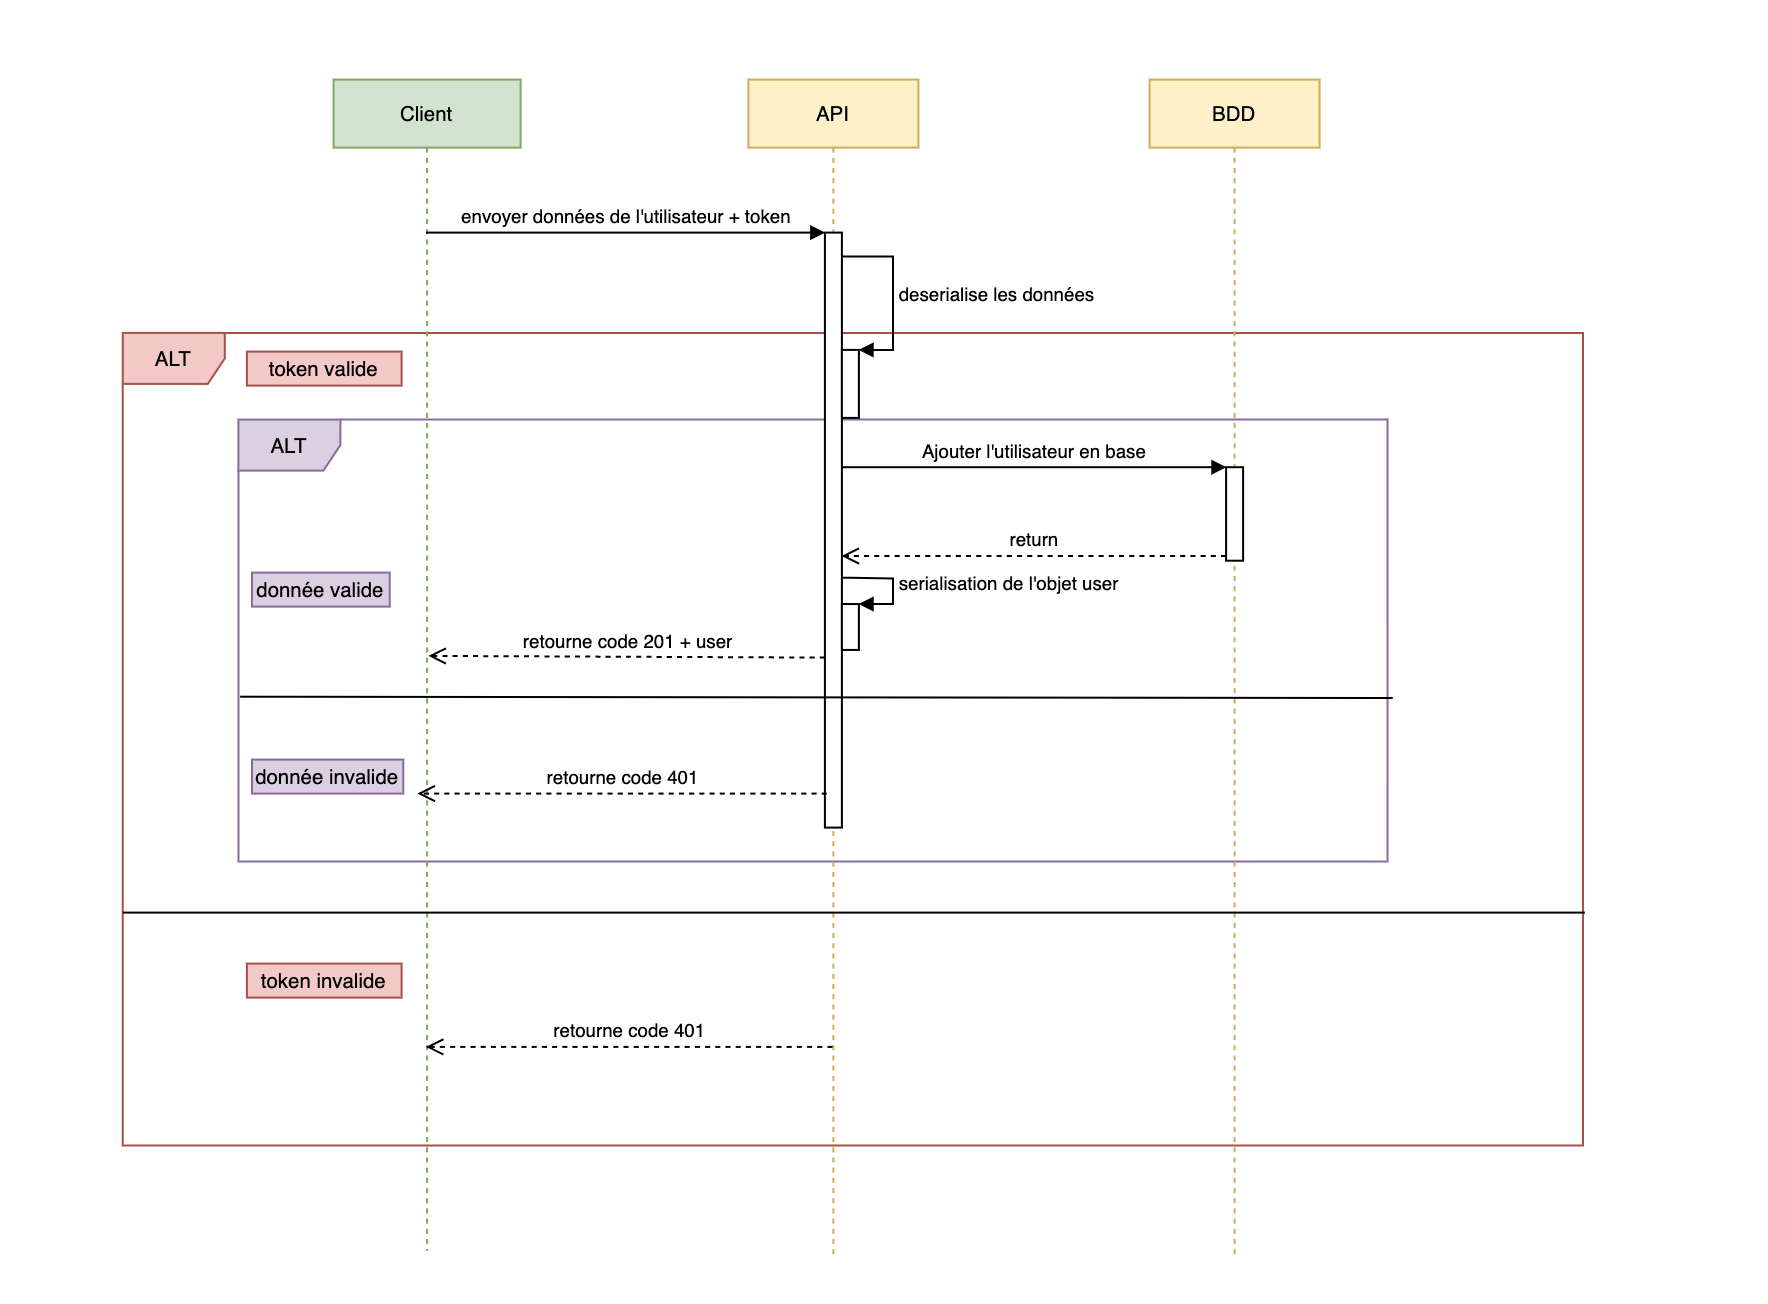 Client
API
BDD
envoyer données de l'utilisateur + token
deserialise les données
ALT
token valide
ALT
Ajouter l'utilisateur en base
return
donnée valide
serialisation de l'objet user
retourne code 201 + user
donnée invalide
retourne code 401
token invalide
retourne code 401